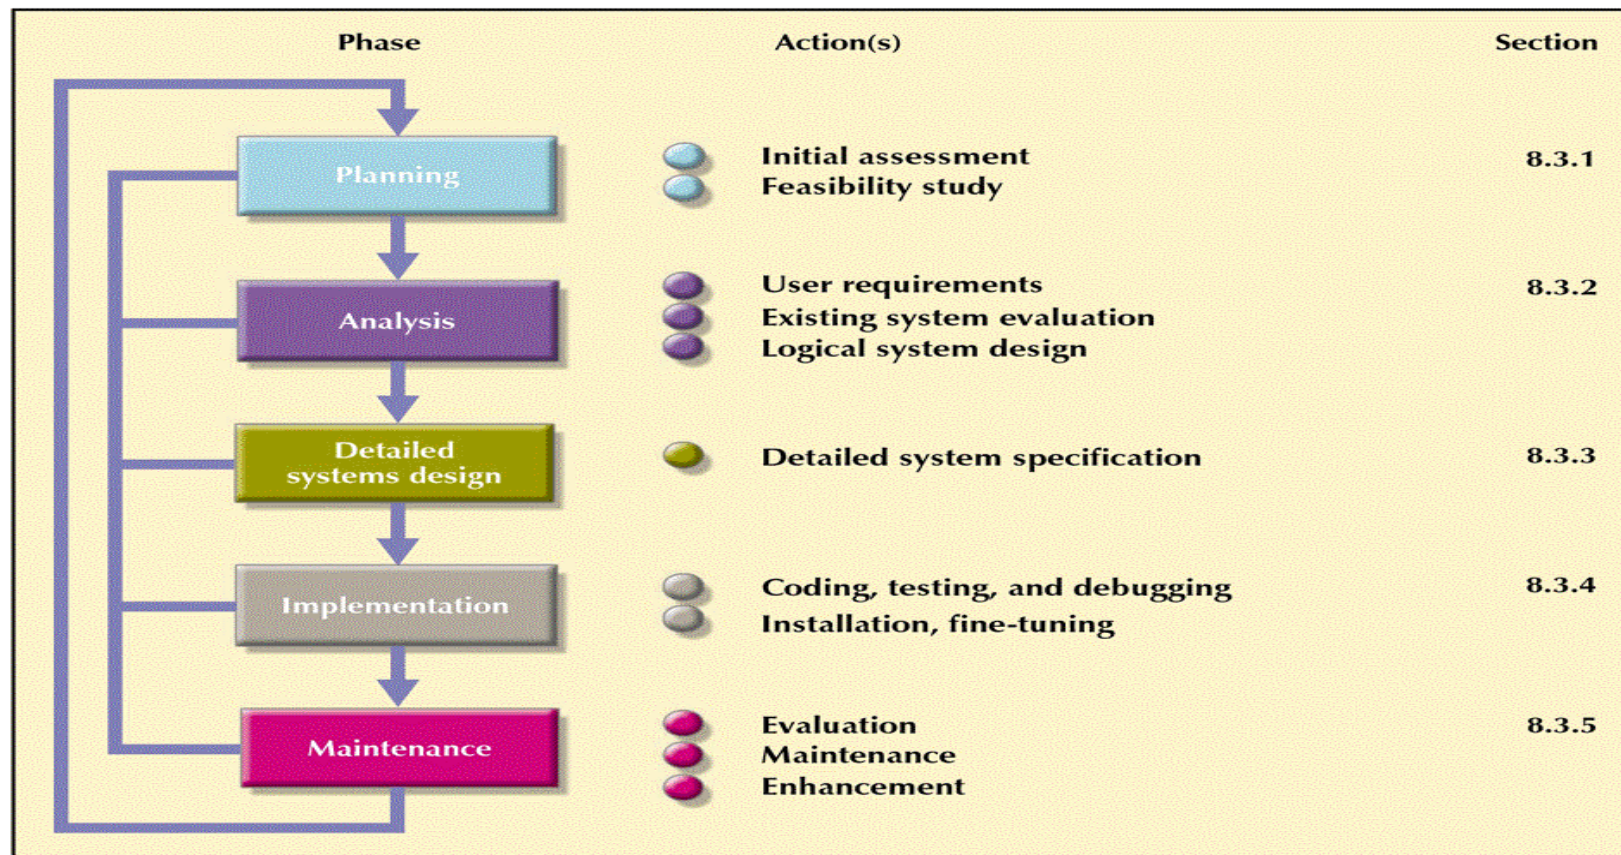 Phase Action(s) Section
Planning
Initial assessment 8.3.1
Feasibility study
Analysis
User requirements 8.3.2
Existing system evaluation
Logical system design
Detailed
systems design
Detailed system specification 8.3.3
Implementation
Coding, testing, and debugging 8.3.4
Installation, fine-tuning
Maintenance
Evaluation 8.3.5
Maintenance
Enhancement